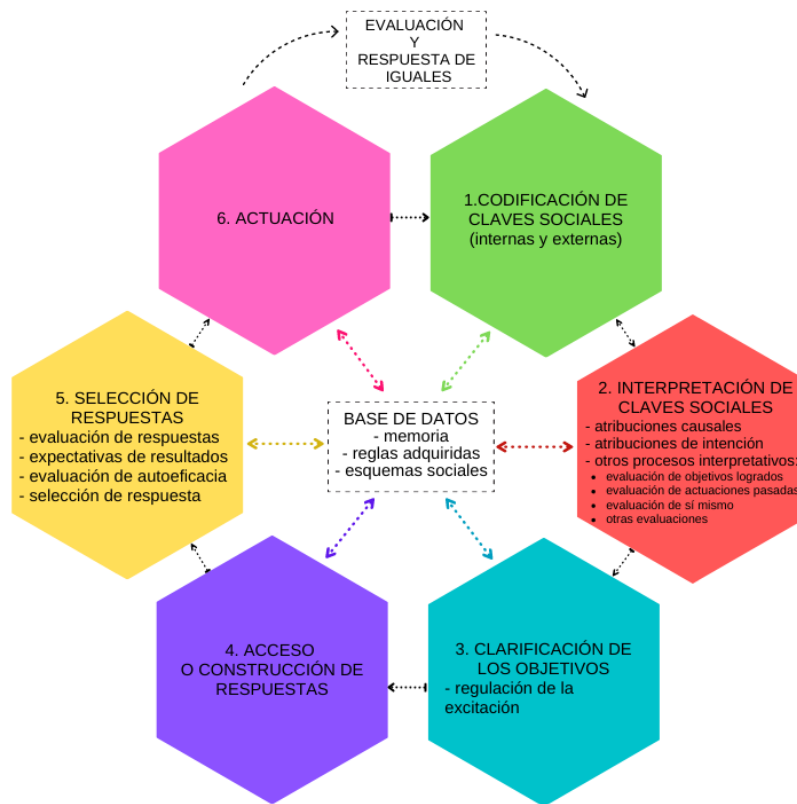 EVALUACIÓN
Y
RESPUESTA DE
IGUALES
1.CODIFICACIÓN DE
CLAVES SOCIALES
(internas y externas)
2. INTERPRETACIÓN DE
CLAVES SOCIALES
- atribuciones causales
- atribuciones de intención
- otros procesos interpretativos:
• evaluación de objetivos logrados
• evaluación de actuaciones pasadas
• evaluación de sí mismo
• otras evaluaciones
3. CLARIFICACIÓN DE
LOS OBJETIVOS
- regulación de la
excitación
4. ACCESO
O CONSTRUCCIÓN DE
RESPUESTAS
5. SELECCIÓN DE
RESPUESTAS
- evaluación de respuestas
- expectativas de resultados
- evaluación de autoeficacia
- selección de respuesta
6. ACTUACIÓN
BASE DE DATOS
- memoria
- reglas adquiridas
- esquemas sociales